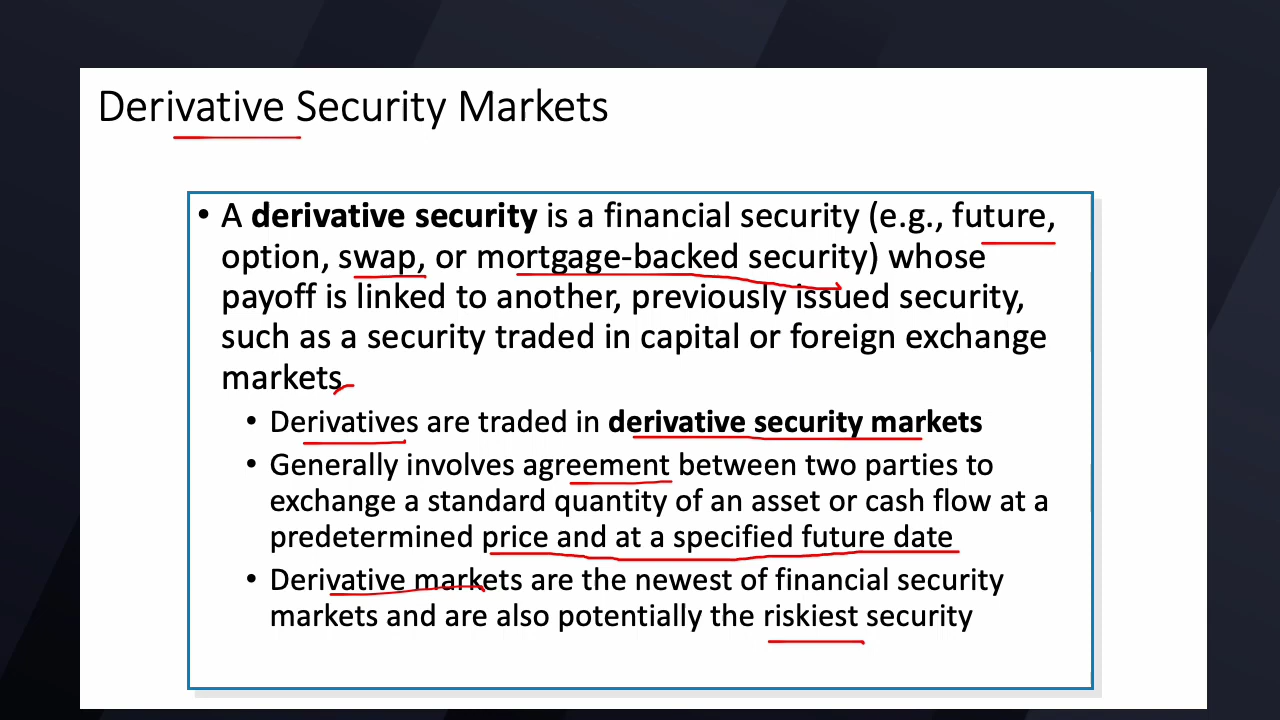 Derivative Security Markets
• A derivative security is a financial security (e.g., future,
option, swap, or mortgage-backed security) whose
payoff is linked to another, previously issued security,
such as a security traded in capital or foreign exchange
markets
• Derivatives are traded in derivative security markets
• Generally involves agreement between two parties to
exchange a standard quantity of an asset or cash flow at a
predetermined price and at a specified future date
• Derivative markets are the newest of financial security
markets and are also potentially the riskiest security